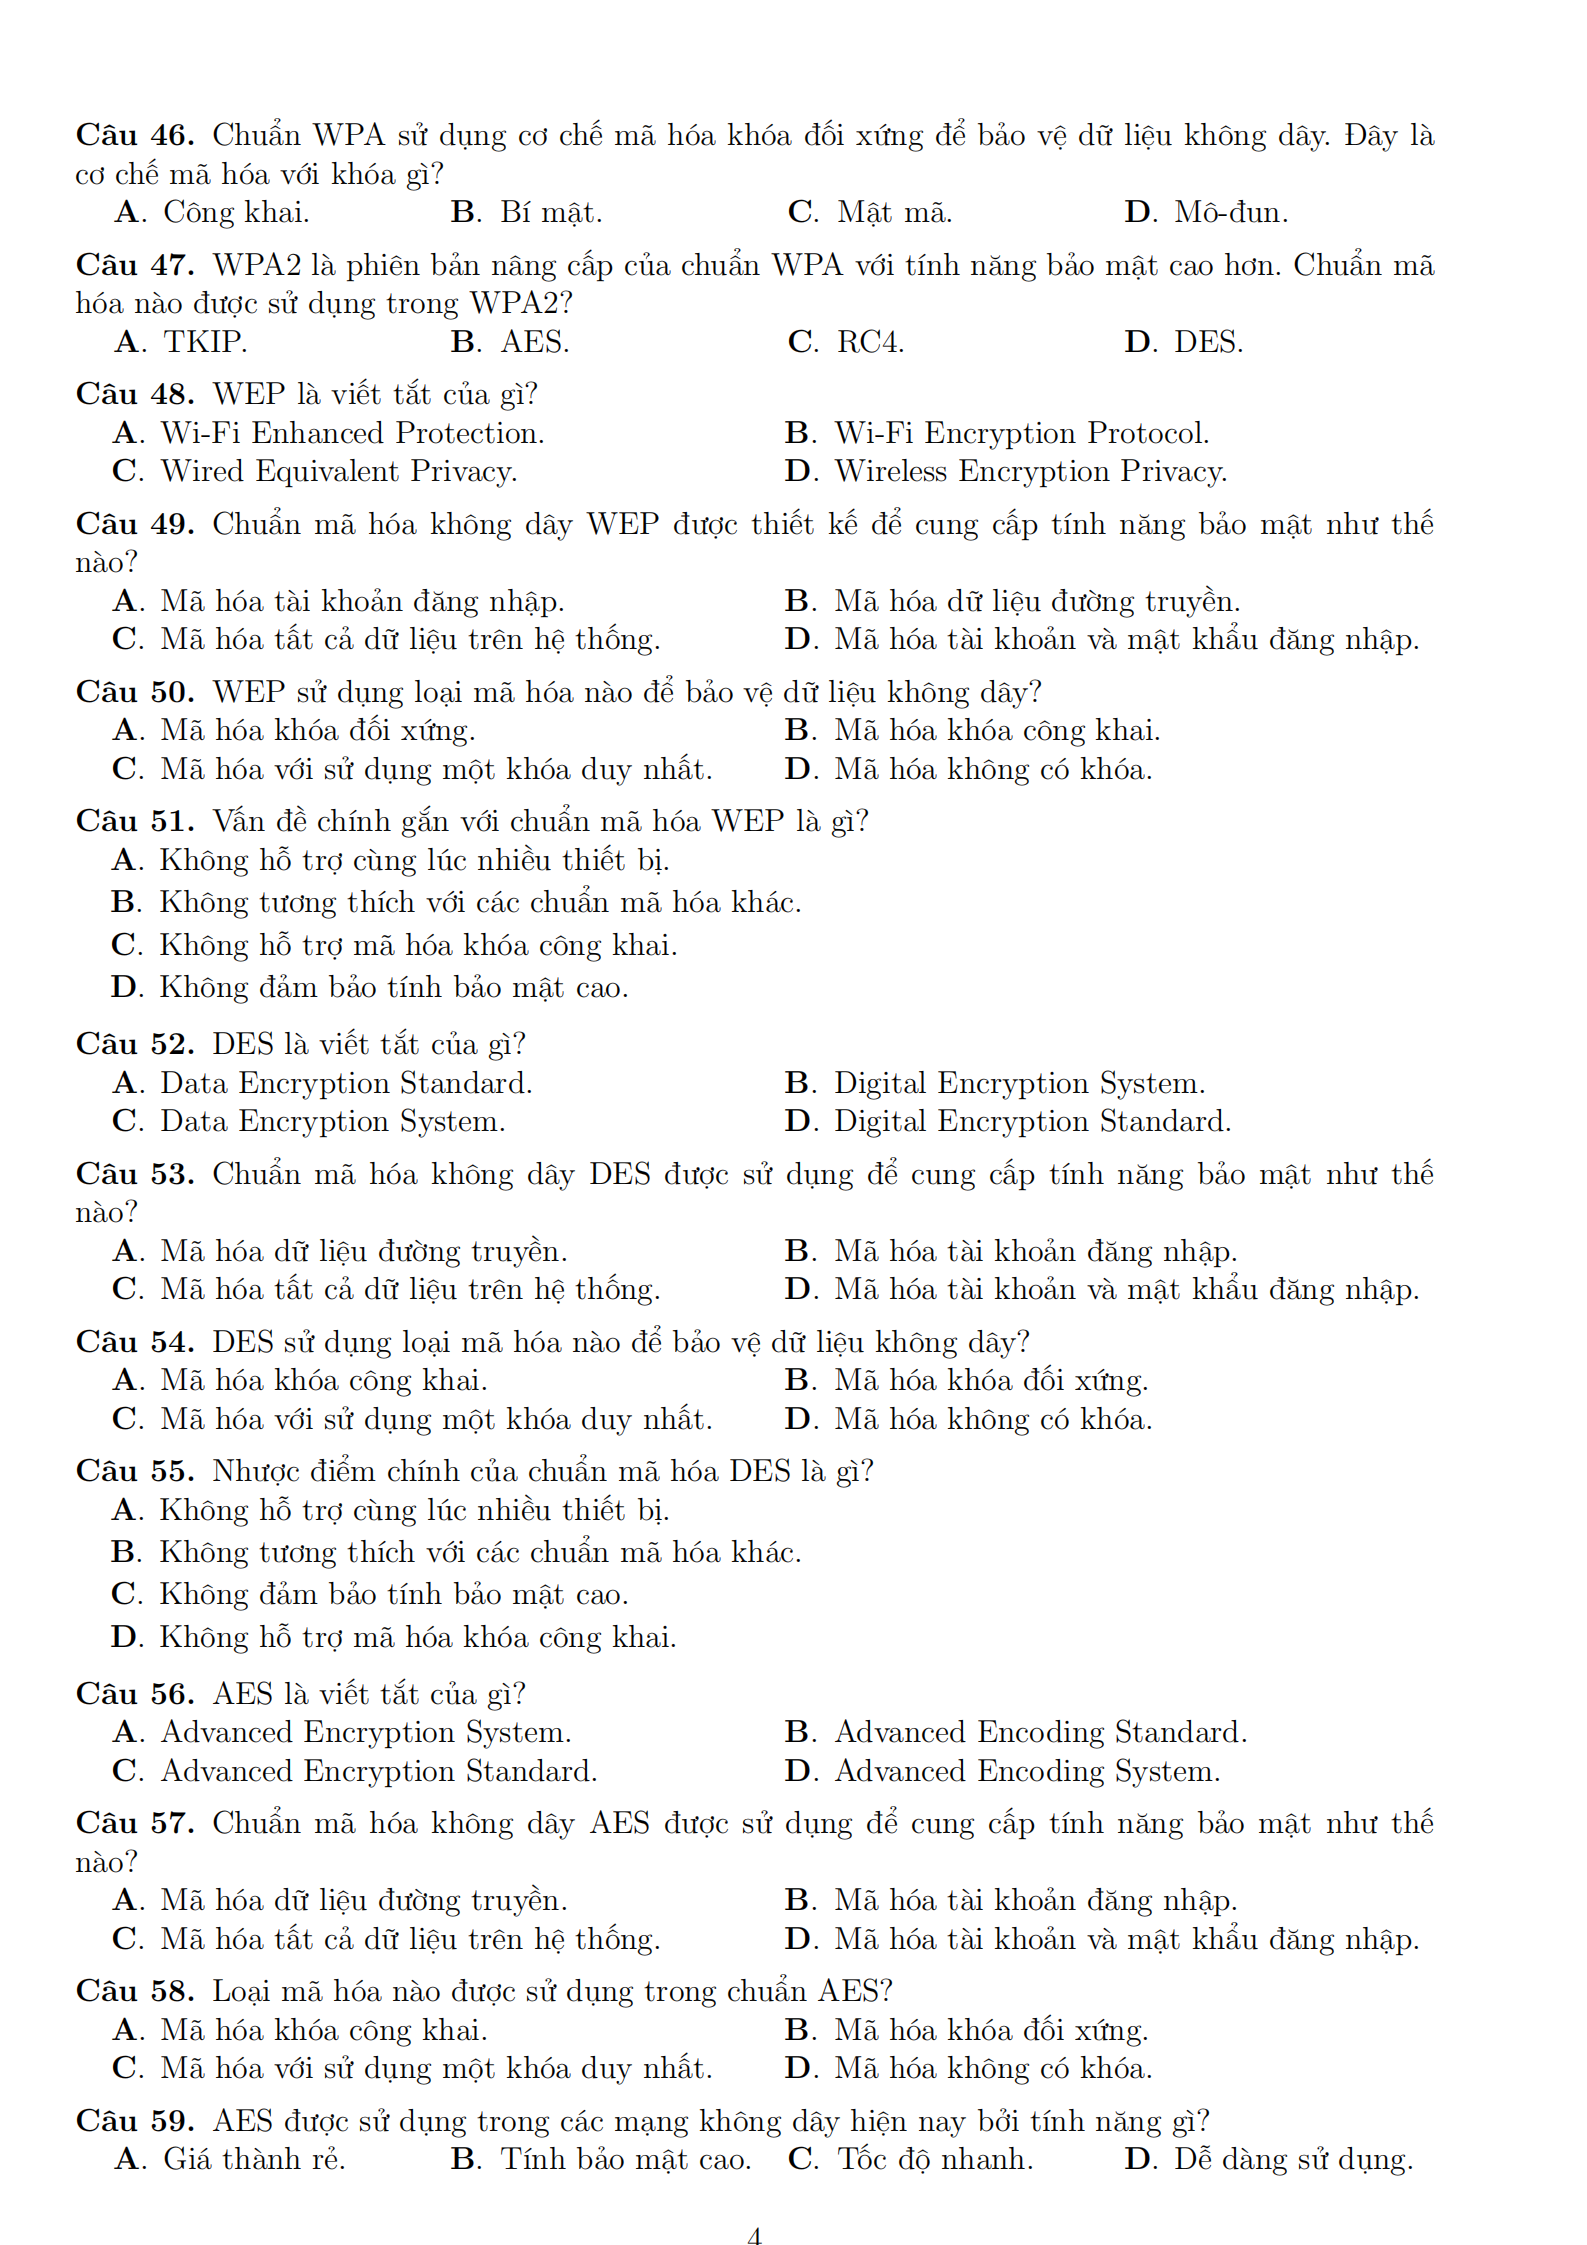 Câu 46. Chuẩn WPA sử dụng cơ chế mã hóa khóa đối xứng để bảo vệ dữ liệu không dây. Đây là
cơ chế mã hóa với khóa gì?
A. Công khai. B. Bí mật. C. Mật mã. D. Mô-đun.
Câu 47. WPA2 là phiên bản nâng cấp của chuẩn WPA với tính năng bảo mật cao hơn. Chuẩn mã
hóa nào được sử dụng trong WPA2?
A. TKIP. B. AES. C. RC4. D. DES.
Câu 48. WEP là viết tắt của gì?
A. Wi-Fi Enhanced Protection. B. Wi-Fi Encryption Protocol.
C. Wired Equivalent Privacy. D. Wireless Encryption Privacy.
Câu 49. Chuẩn mã hóa không dây WEP được thiết kế để cung cấp tính năng bảo mật như thế
nào?
A. Mã hóa tài khoản đăng nhập. B. Mã hóa dữ liệu đường truyền.
C. Mã hóa tất cả dữ liệu trên hệ thống. D. Mã hóa tài khoản và mật khẩu đăng nhập.
Câu 50. WEP sử dụng loại mã hóa nào để bảo vệ dữ liệu không dây?
A. Mã hóa khóa đối xứng. B. Mã hóa khóa công khai.
C. Mã hóa với sử dụng một khóa duy nhất. D. Mã hóa không có khóa.
Câu 51. Vấn đề chính gắn với chuẩn mã hóa WEP là gì?
A. Không hỗ trợ cùng lúc nhiều thiết bị.
B. Không tương thích với các chuẩn mã hóa khác.
C. Không hỗ trợ mã hóa khóa công khai.
D. Không đảm bảo tính bảo mật cao.
Câu 52. DES là viết tắt của gì?
A. Data Encryption Standard. B. Digital Encryption System.
C. Data Encryption System. D. Digital Encryption Standard.
Câu 53. Chuẩn mã hóa không dây DES được sử dụng để cung cấp tính năng bảo mật như thế
nào?
A. Mã hóa dữ liệu đường truyền. B. Mã hóa tài khoản đăng nhập.
C. Mã hóa tất cả dữ liệu trên hệ thống. D. Mã hóa tài khoản và mật khẩu đăng nhập.
Câu 54. DES sử dụng loại mã hóa nào để bảo vệ dữ liệu không dây?
A. Mã hóa khóa công khai. B. Mã hóa khóa đối xứng.
C. Mã hóa với sử dụng một khóa duy nhất. D. Mã hóa không có khóa.
Câu 55. Nhược điểm chính của chuẩn mã hóa DES là gì?
A. Không hỗ trợ cùng lúc nhiều thiết bị.
B. Không tương thích với các chuẩn mã hóa khác.
C. Không đảm bảo tính bảo mật cao.
D. Không hỗ trợ mã hóa khóa công khai.
Câu 56. AES là viết tắt của gì?
A. Advanced Encryption System. B. Advanced Encoding Standard.
C. Advanced Encryption Standard. D. Advanced Encoding System.
Câu 57. Chuẩn mã hóa không dây AES được sử dụng để cung cấp tính năng bảo mật như thế
nào?
A. Mã hóa dữ liệu đường truyền. B. Mã hóa tài khoản đăng nhập.
C. Mã hóa tất cả dữ liệu trên hệ thống. D. Mã hóa tài khoản và mật khẩu đăng nhập.
Câu 58. Loại mã hóa nào được sử dụng trong chuẩn AES?
A. Mã hóa khóa công khai. B. Mã hóa khóa đối xứng.
C. Mã hóa với sử dụng một khóa duy nhất. D. Mã hóa không có khóa.
Câu 59. AES được sử dụng trong các mạng không dây hiện nay bởi tính năng gì?
A. Giá thành rẻ. B. Tính bảo mật cao. C. Tốc độ nhanh. D. Dễ dàng sử dụng.
4